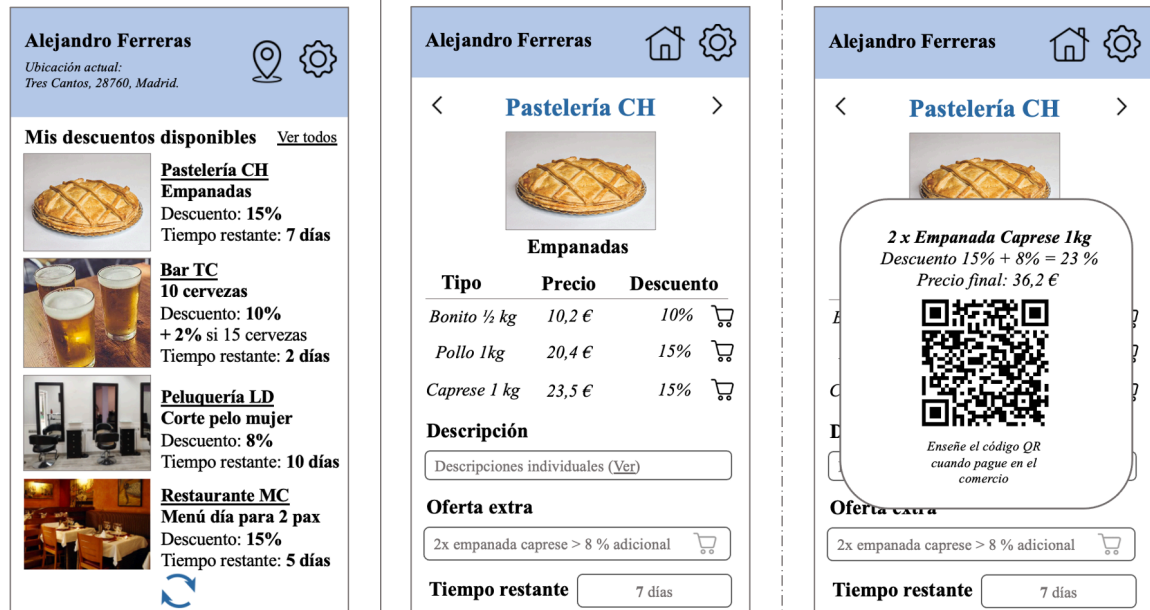 Alejandro Ferreras
Ubicación actual:
Tres Cantos, 28760, Madrid.
Mis descuentos disponibles Ver todos
Pastelería CH
Empanadas
Descuento: 15%
Tiempo restante: 7 días
Bar TC
10 cervezas
Descuento: 10%
+ 2% si 15 cervezas
Tiempo restante: 2 días
Peluquería LD
Corte pelo mujer
Descuento: 8%
Tiempo restante: 10 días
Restaurante MC
Menú día para 2 pax
Descuento: 15%
Tiempo restante: 5 días
Alejandro Ferreras
Pastelería CH
Empanadas
Tipo Precio Descuento
Bonito ½ kg 10,2 € 10%
Pollo 1kg 20,4 € 15%
Caprese 1 kg 23,5 € 15%
Descripción
Descripciones individuales (Ver)
Oferta extra
2x empanada caprese > 8 % adicional
Tiempo restante 7 días
Alejandro Ferreras
Pastelería CH
2 x Empanada Caprese 1kg
Descuento 15% + 8% = 23 %
Precio final: 36,2 €
Enseñe el código QR
cuando pague en el
comercio
Oferta extra
2x empanada caprese > 8 % adicional
Tiempo restante 7 días